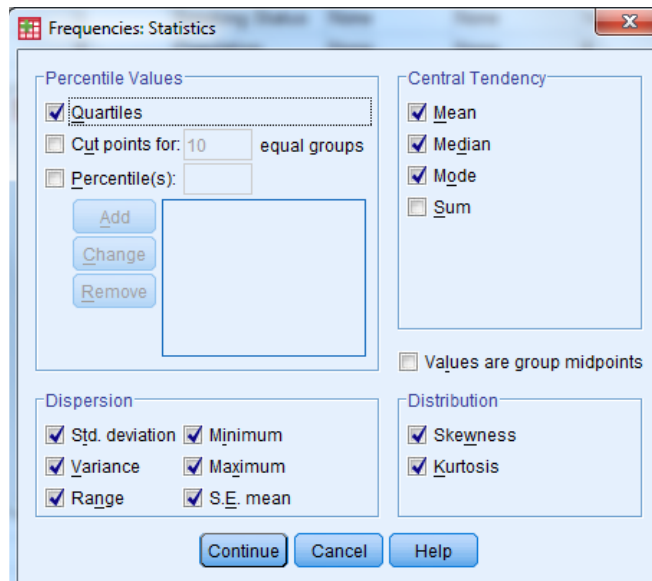 Frequencies: Statistics
Percentile Values
Quartiles
Cut points for: 10 equal groups
Percentile(s):
Add
Change
Remove
Central Tendency
Mean
Median
Mode
Sum
Values are group midpoints
Dispersion
Std. deviation Minimum
Variance Maximum
Range S.E. mean
Distribution
Skewness
Kurtosis
Continue Cancel Help